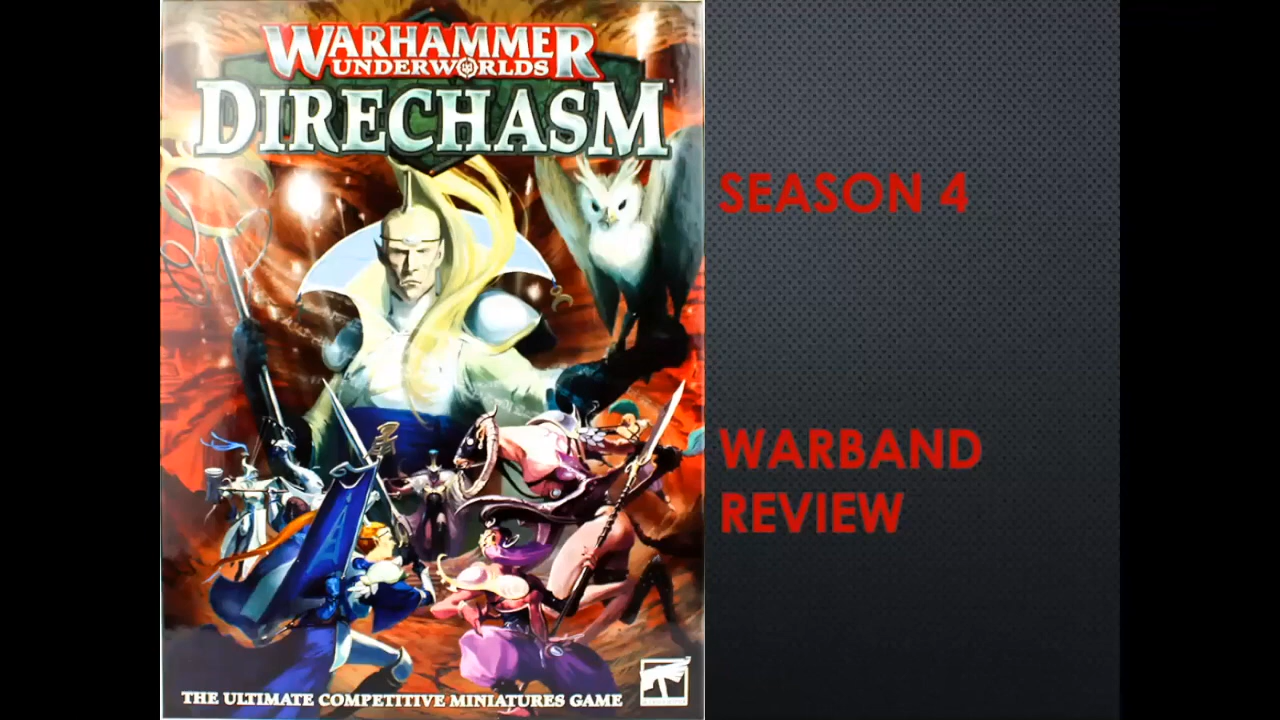 WARHAMMER
UNDERWORLDS
DIRECHASM
SEASON 4
WARBAND
REVIEW
THE ULTIMATE COMPETITIVE MINIATURES GAME